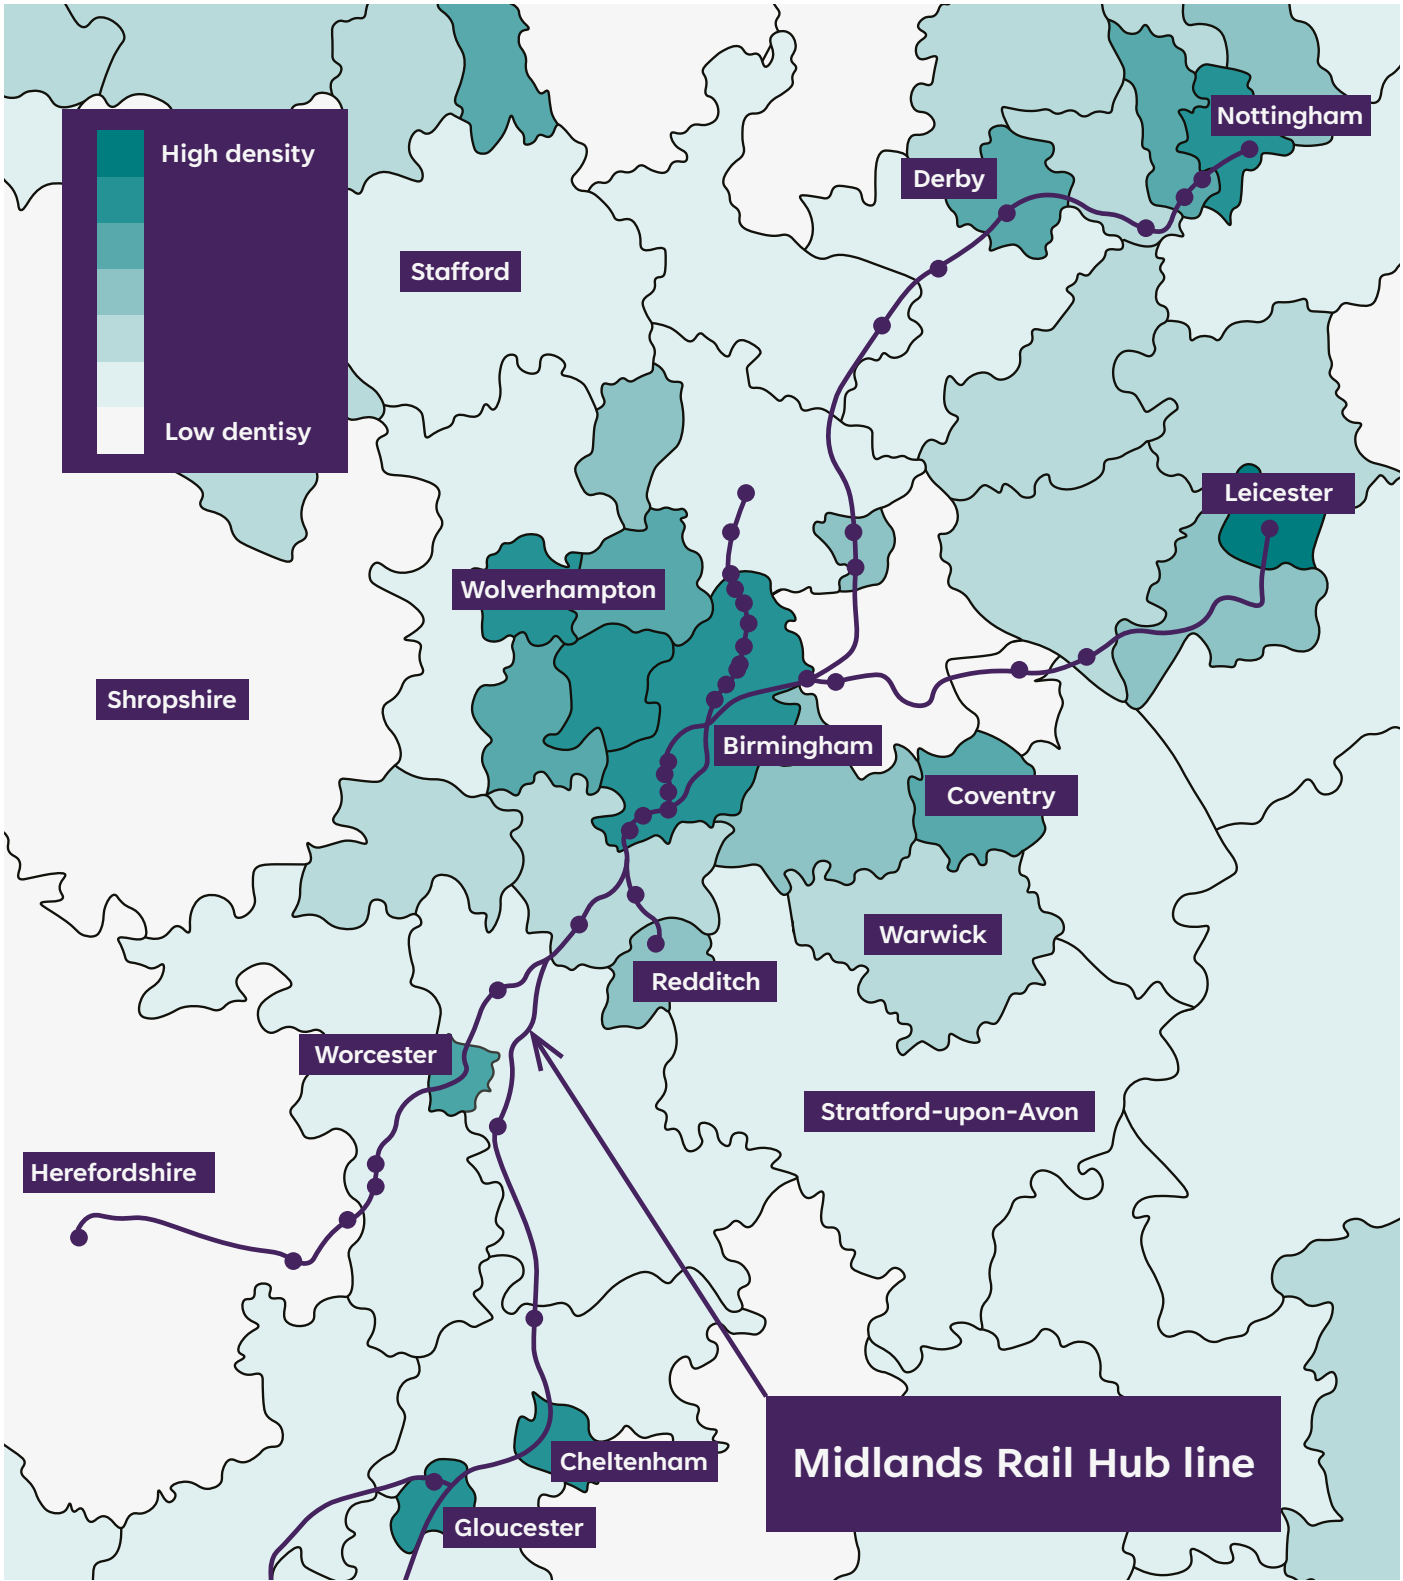 Nottingham
High density
Derby
Stafford
Low dentisy
Leicester
Wolverhampton
Shropshire
Birmingham
Coventry
Warwick
Redditch
Worcester
Stratford-upon-Avon
Herefordshire
Midlands Rail Hub line
Cheltenham
Gloucester